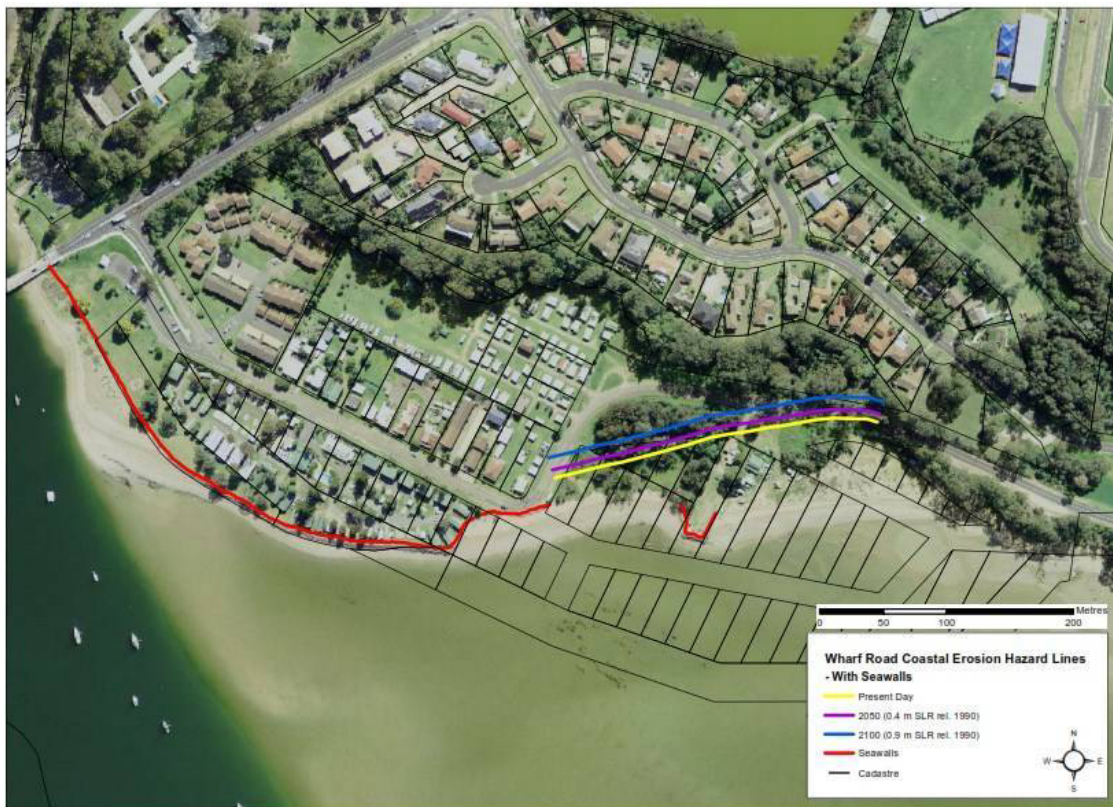 Metres
0 50 100 200
Wharf Road Coastal Erosion Hazard Lines
- With Seawalls
Present Day
2050 (0.4 m SLR rel. 1990)
2100 (0.9 m SLR rel. 1990)
Seawalls
Cadastre
N
W E
S